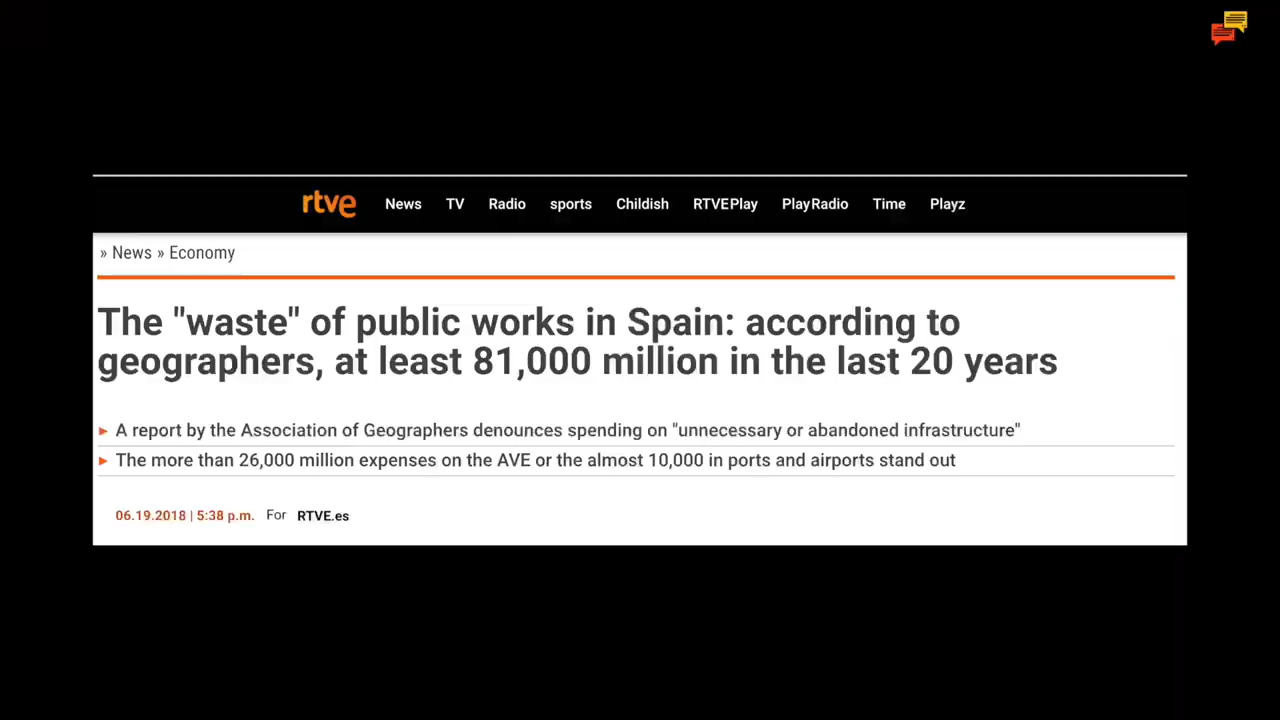 rtve News TV Radio sports Childish RTVEPlay PlayRadio Time Playz
» News » Economy
The "waste" of public works in Spain: according to
geographers, at least 81,000 million in the last 20 years
A report by the Association of Geographers denounces spending on "unnecessary or abandoned infrastructure"
The more than 26,000 million expenses on the AVE or the almost 10,000 in ports and airports stand out
06.19.2018 | 5:38 p.m. For RTVE.es